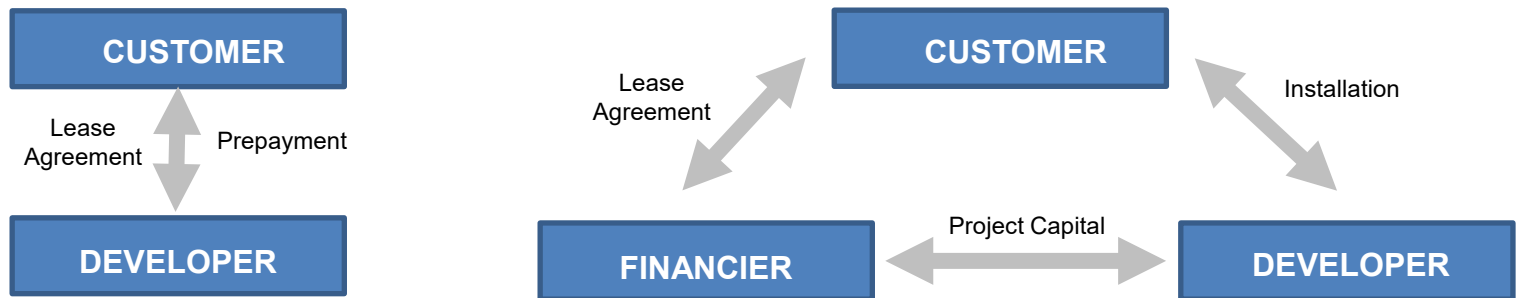 CUSTOMER
Lease
Agreement
Prepayment
DEVELOPER
CUSTOMER
Lease
Agreement
Installation
Project Capital
FINANCIER
DEVELOPER